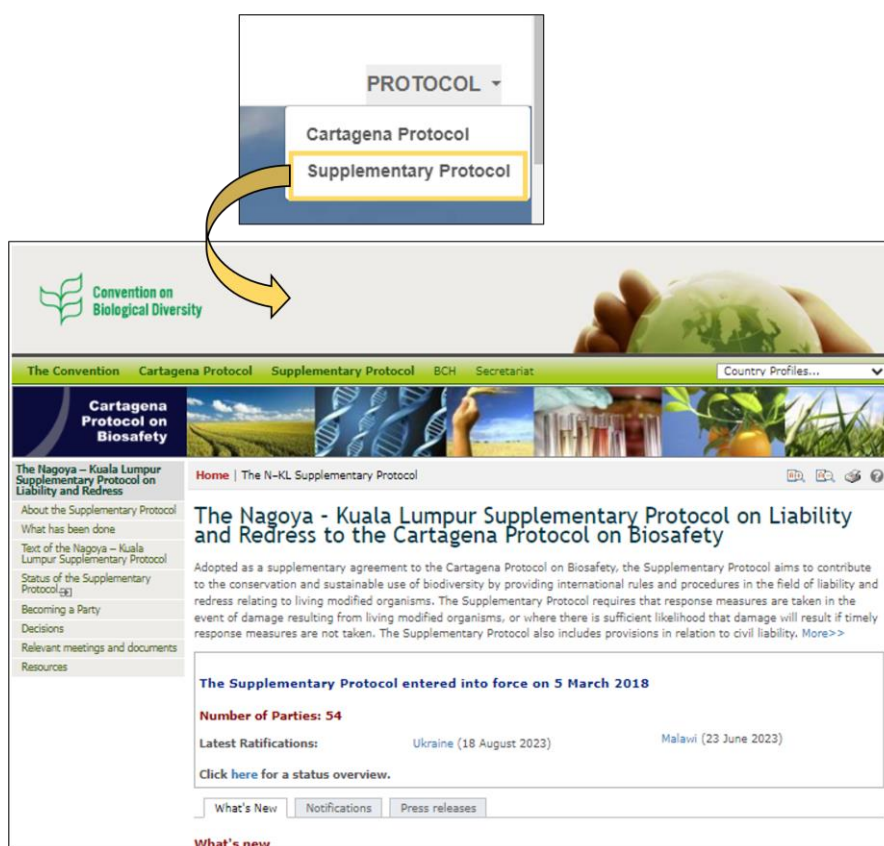 PROTOCOL
Cartagena Protocol
Supplementary Protocol
Convention on
Biological Diversity
The Convention Cartagena Protocol Supplementary Protocol BCH Secretariat Country Profiles...
Cartagena
Protocol on
Biosafety
The Nagoya – Kuala Lumpur
Supplementary Protocol on
Liability and Redress
About the Supplementary Protocol
What has been done
Text of the Nagoya – Kuala
Lumpur Supplementary Protocol
Status of the Supplementary
Protocol
Becoming a Party
Decisions
Relevant meetings and documents
Resources
Home | The N-KL Supplementary Protocol
The Nagoya - Kuala Lumpur Supplementary Protocol on Liability
and Redress to the Cartagena Protocol on Biosafety
Adopted as a supplementary agreement to the Cartagena Protocol on Biosafety, the Supplementary Protocol aims to contribute
to the conservation and sustainable use of biodiversity by providing international rules and procedures in the field of liability and
redress relating to living modified organisms. The Supplementary Protocol requires that response measures are taken in the
event of damage resulting from living modified organisms, or where there is sufficient likelihood that damage will result if timely
response measures are not taken. The Supplementary Protocol also includes provisions in relation to civil liability. More>>
The Supplementary Protocol entered into force on 5 March 2018
Number of Parties: 54
Latest Ratifications: Ukraine (18 August 2023) Malawi (23 June 2023)
Click here for a status overview.
What's New Notifications Press releases
What's new